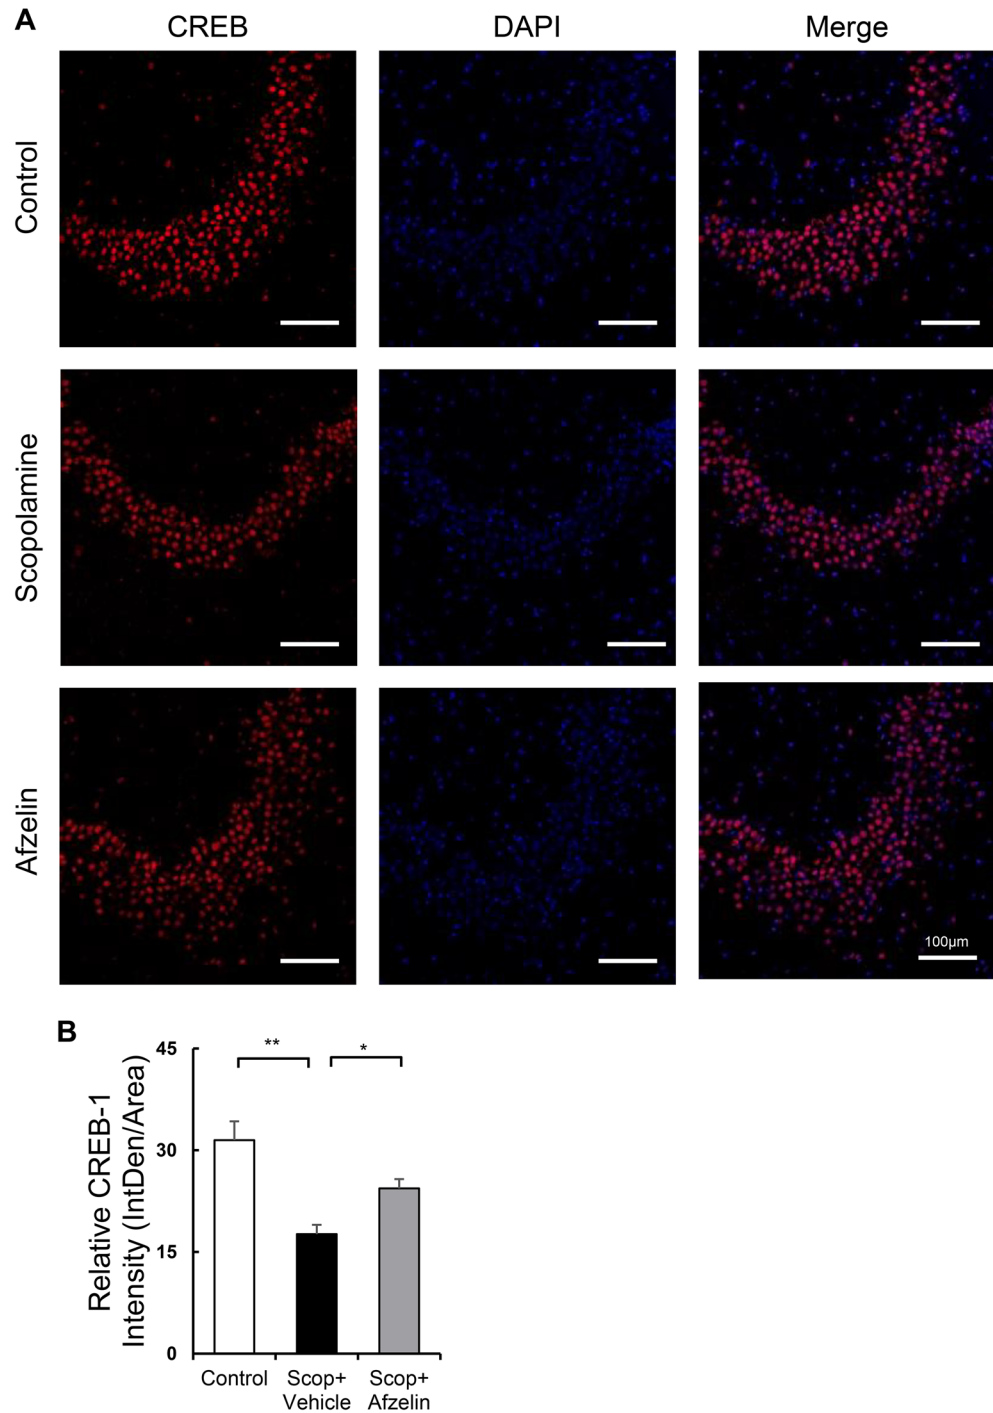 A
CREB
DAPI
Merge
Control
Scopolamine
Afzelin
100µm
B
Relative CREB-1
Intensity (IntDen/Area)
45
30
15
0
**
*
Control
Scop+
Vehicle
Scop+
Afzelin